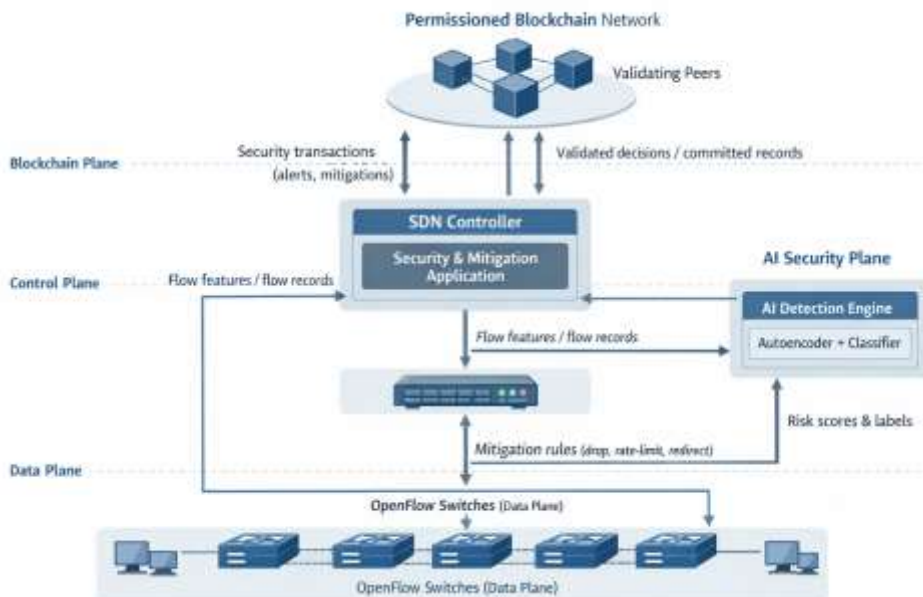 Permissioned Blockchain Network
Validating Peers
Security transactions
(alerts, mitigations)
Validated decisions / committed records
Blockchain Plane
SDN Controller
Security & Mitigation
Application
AI Security Plane
Flow features / flow records
Control Plane
AI Detection Engine
Autoencoder + Classifier
Flow features / flow records
Risk scores & labels
Mitigation rules (drop, rate-limit, redirect)
Data Plane
OpenFlow Switches (Data Plane)
OpenFlow Switches (Data Plane)